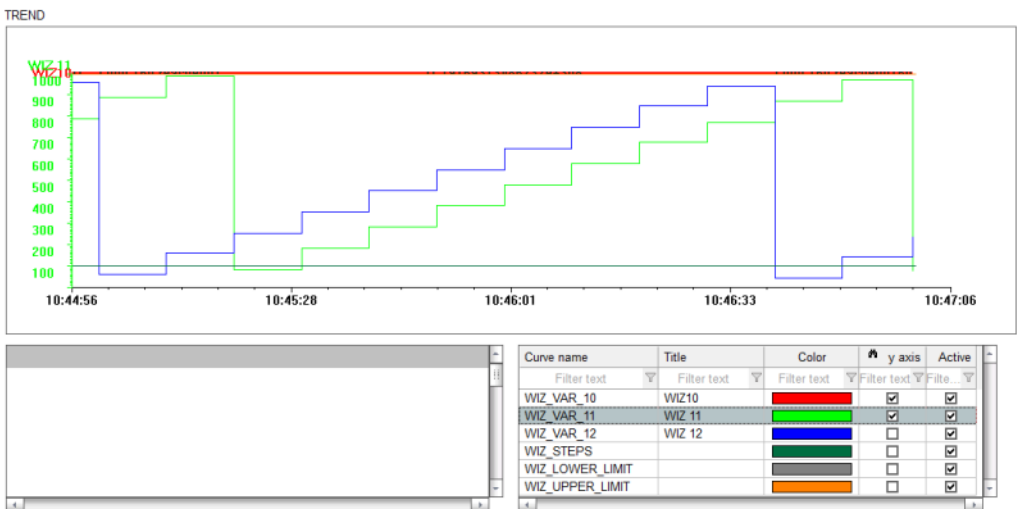 TREND
WIZ 11
WIZ10
1000
900
800
700
600
500
400
300
200
100
10:44:56 10:45:28 10:46:01 10:46:33 10:47:06
Curve name Title Color y axis Active
Filter text Filter text Filter text Filter text Filte...
WIZ_VAR_10 WIZ10
WIZ_VAR_11 WIZ 11
WIZ_VAR_12 WIZ 12
WIZ_STEPS
WIZ_LOWER_LIMIT
WIZ_UPPER_LIMIT